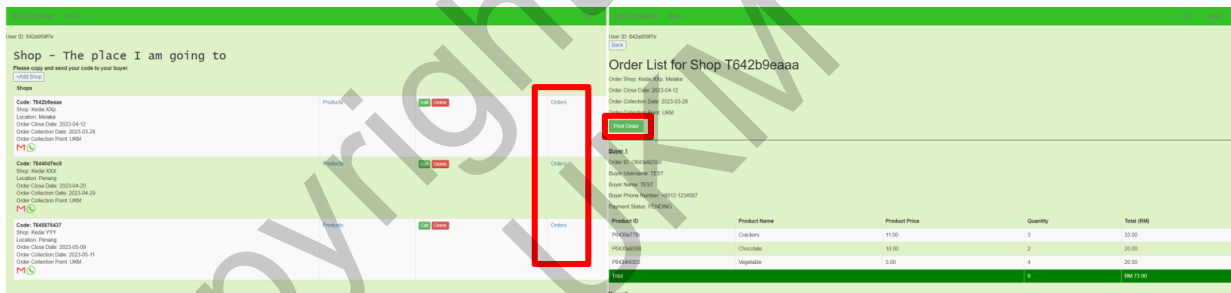 User ID: 642a669f7e
Shop - The place I am going to
Please copy and send your code to your buyer.
+Add Shop
Shops
Code: T642b9eaaa
Shop: Kedai XXp
Location: Melaka
Order Close Date: 2023-04-12
Order Collection Date: 2023-03-28
Order Collection Point: UKM
Products
Edit Delete
Orders
Code: T6440d7ec9
Shop: Kedai XXX
Location: Penang
Order Close Date: 2023-04-20
Order Collection Date: 2023-04-29
Order Collection Point: UKM
Products
Edit Delete
Orders
Code: T646876437
Shop: Kedai YYY
Location: Penang
Order Close Date: 2023-05-09
Order Collection Date: 2023-05-11
Order Collection Point: UKM
Products
Edit Delete
Orders
User ID: 642a669f7e
Back
Order List for Shop T642b9eaaa
Order Shop: Kedai XXp, Melaka
Order Close Date: 2023-04-12
Order Collection Date: 2023-03-28
Order Collection Point: UKM
Print Order
Buyer 1
Buyer Username: TEST
Buyer Name: TEST
Buyer Phone Number: +6012-1234567
Payment Status: PENDING
Product ID Product Name Product Price Quantity Total (RM)
Crackers 11.00 3 33.00
Chocolate 10.00 2 20.00
Vegetable 5.00 4 20.00
Total 9 RM 73.00
UKM